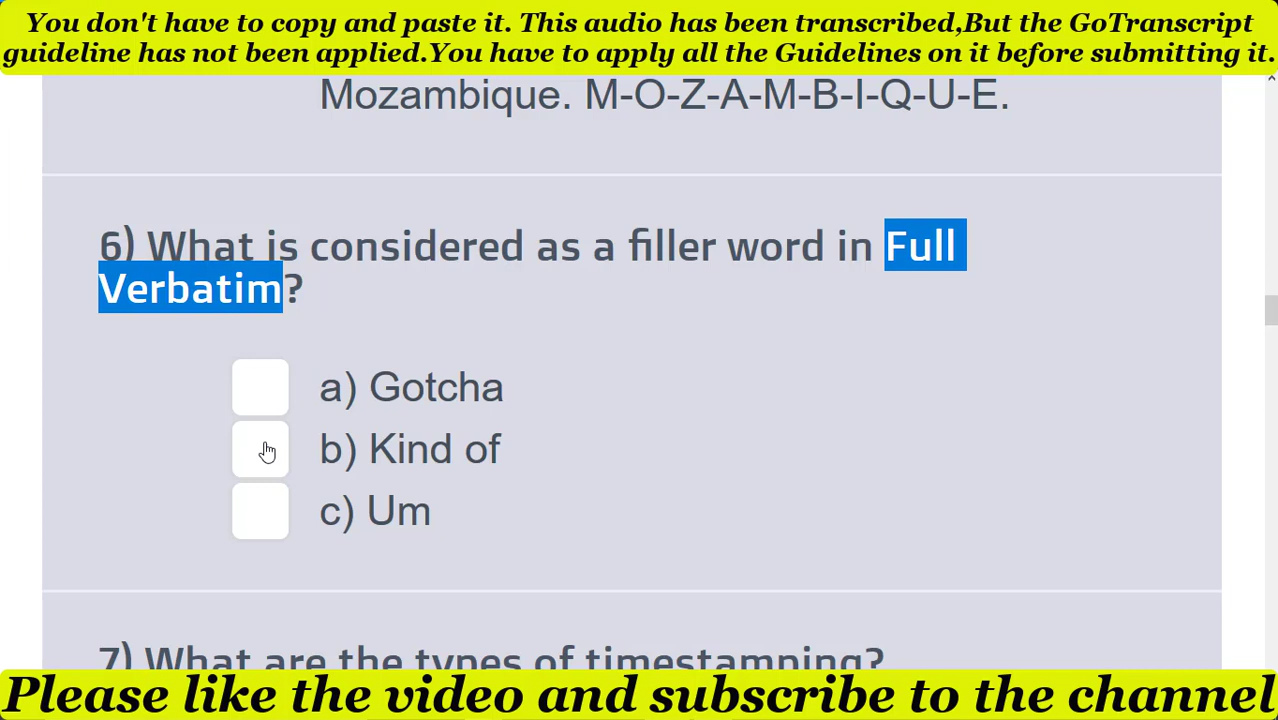 You don't have to copy and paste it. This audio has been transcribed,But the GoTranscript
guideline has not been applied.You have to apply all the Guidelines on it before submitting it.
Mozambique. M-O-Z-A-M-B-I-Q-U-E.
6) What is considered as a filler word in Full
Verbatim?
a) Gotcha
b) Kind of
c) Um
7) What are the types of timestamping?
Please like the video and subscribe to the channel